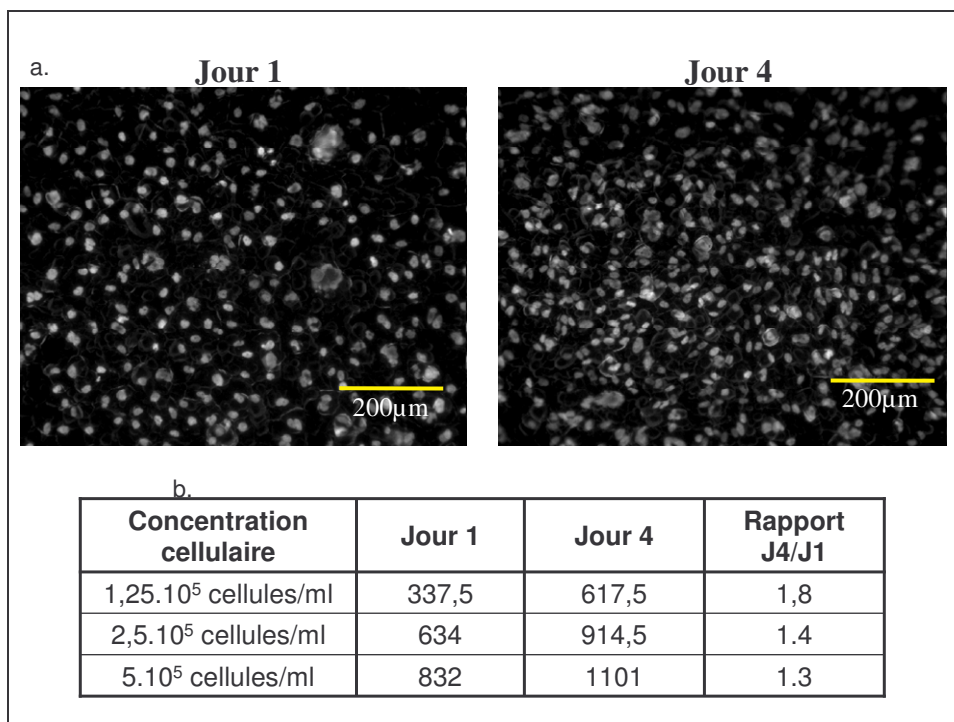 a.
Jour 1
Jour 4
200µm
200µm
b.
Concentration cellulaire Jour 1 Jour 4 Rapport J4/J1
1,25.10⁵ cellules/ml 337,5 617,5 1,8
2,5.10⁵ cellules/ml 634 914,5 1.4
5.10⁵ cellules/ml 832 1101 1.3